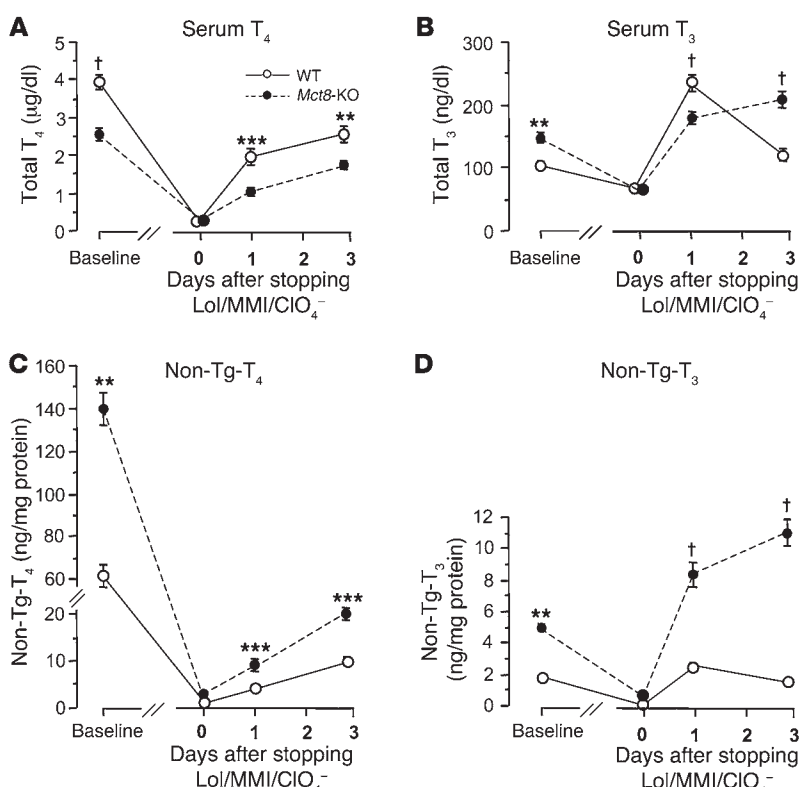 A
Serum T₄
Total T₄ (μg/dl)
5
4
3
2
1
0
†
***
**
WT
Mct8-KO
Baseline
0 1 2 3
Days after stopping
LoI/MMI/ClO₄⁻
B
Serum T₃
Total T₃ (ng/dl)
300
200
100
0
**
†
†
Baseline
0 1 2 3
Days after stopping
LoI/MMI/ClO₄⁻
C
Non-Tg-T₄
Non-Tg-T₄ (ng/mg protein)
160
140
120
100
80
60
20
10
0
**
***
***
Baseline
0 1 2 3
Days after stopping
LoI/MMI/ClO₄⁻
D
Non-Tg-T₃
Non-Tg-T₃
(ng/mg protein)
12
10
8
6
4
2
0
**
†
†
Baseline
0 1 2 3
Days after stopping
LoI/MMI/ClO₄⁻